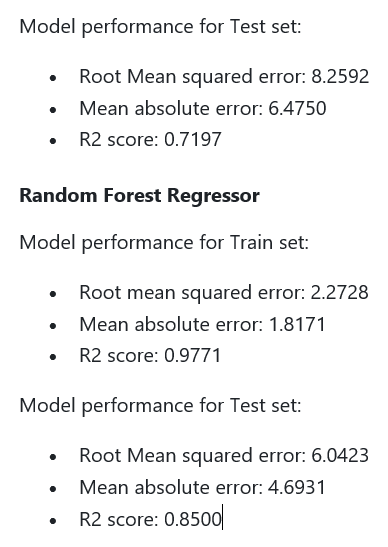 Model performance for Test set:
• Root Mean squared error: 8.2592
• Mean absolute error: 6.4750
• R2 score: 0.7197
Random Forest Regressor
Model performance for Train set:
• Root mean squared error: 2.2728
• Mean absolute error: 1.8171
• R2 score: 0.9771
Model performance for Test set:
• Root Mean squared error: 6.0423
• Mean absolute error: 4.6931
• R2 score: 0.8500